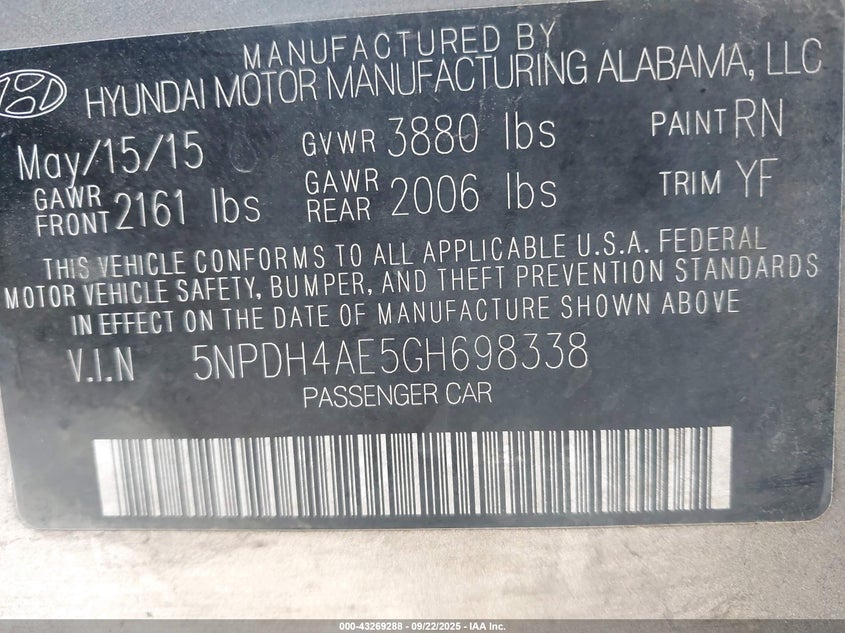 MANUFACTURED BY
HYUNDAI MOTOR MANUFACTURING ALABAMA, LLC
May/15/15 GVWR 3880 lbs PAINT RN
GAWR FRONT 2161 lbs GAWR REAR 2006 lbs TRIM YF
THIS VEHICLE CONFORMS TO ALL APPLICABLE U.S.A. FEDERAL
MOTOR VEHICLE SAFETY, BUMPER, AND THEFT PREVENTION STANDARDS
IN EFFECT ON THE DATE OF MANUFACTURE SHOWN ABOVE
V.I.N 5NPDH4AE5GH698338
PASSENGER CAR
000-43269288 - 09/22/2025 - IAA Inc.